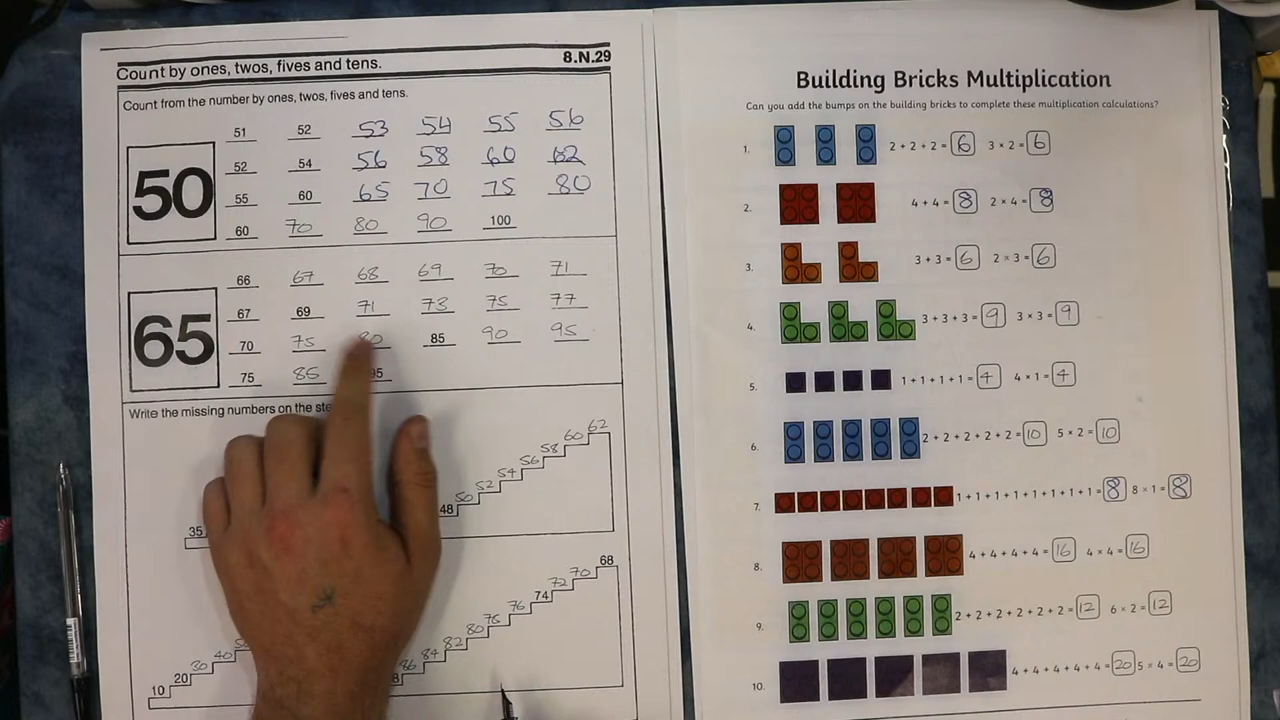 Count by ones, twos, fives and tens. 8.N.29
Count from the number by ones, twos, fives and tens.
50
51 52 53 54 55 56
52 54 56 58 60 62
55 60 65 70 75 80
60 70 80 90 100
65
66 67 68 69 70 71
67 69 71 73 75 77
70 75 80 85 90 95
75 85 95
Write the missing numbers on the ste
35
48 50 52 54 56 58 60 62
10 20 30 40
86 84 82 80 76 74 72 70 68
Building Bricks Multiplication
Can you add the bumps on the building bricks to complete these multiplication calculations?
1. 2 + 2 + 2 = 6 3 × 2 = 6
2. 4 + 4 = 8 2 × 4 = 8
3. 3 + 3 = 6 2 × 3 = 6
4. 3 + 3 + 3 = 9 3 × 3 = 9
5. 1 + 1 + 1 + 1 = 4 4 × 1 = 4
6. 2 + 2 + 2 + 2 + 2 = 10 5 × 2 = 10
7. 1 + 1 + 1 + 1 + 1 + 1 + 1 + 1 = 8 8 × 1 = 8
8. 4 + 4 + 4 + 4 = 16 4 × 4 = 16
9. 2 + 2 + 2 + 2 + 2 + 2 = 12 6 × 2 = 12
10. 4 + 4 + 4 + 4 + 4 = 20 5 × 4 = 20